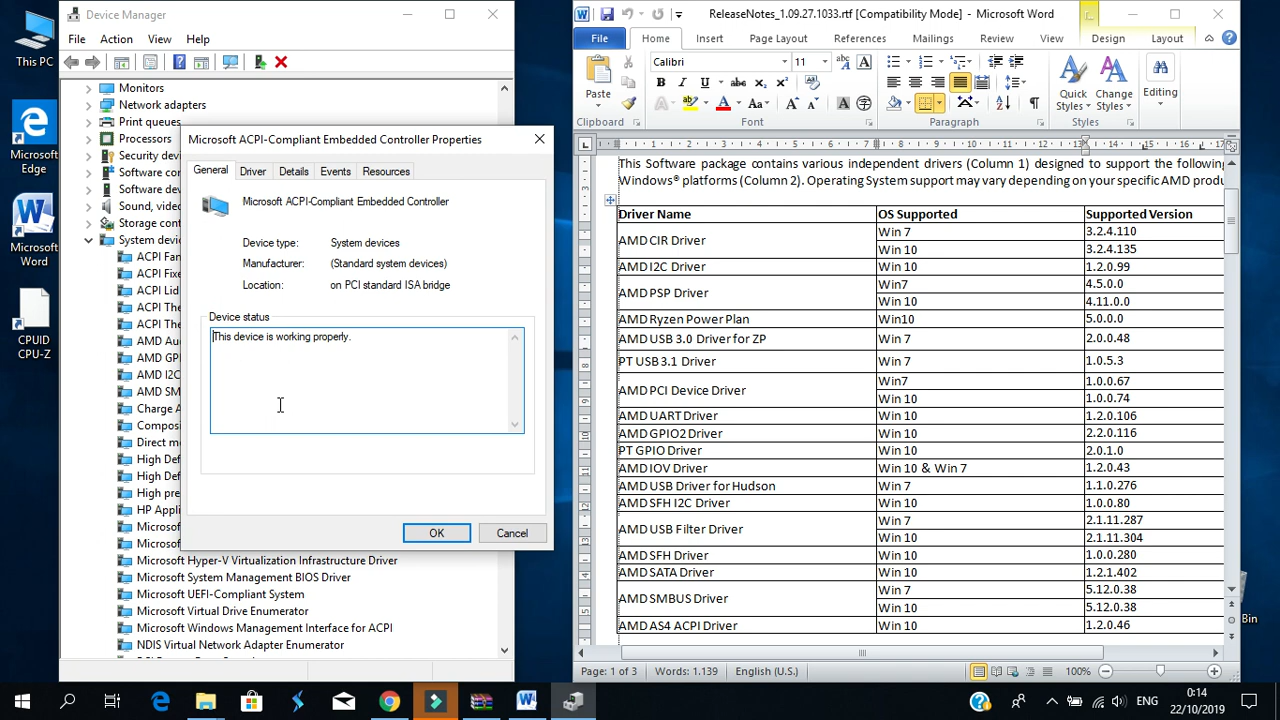 This PC
Microsoft
Edge
Microsoft
Word
CPUID
CPU-Z
Device Manager
File Action View Help
Monitors
Network adapters
Print queues
Processors
Security devi
Software cor
Software dev
Sound, video
Storage cont
System devic
ACPI Fan
ACPI Fixe
ACPI Lid
ACPI The
ACPI The
AMD Au
AMD GPI
AMD I2C
AMD SM
Charge A
Compos
Direct m
High Def
High Def
High pre
HP Appli
Microsof
Microsof
Microsoft Hyper-V Virtualization Infrastructure Driver
Microsoft System Management BIOS Driver
Microsoft UEFI-Compliant System
Microsoft Virtual Drive Enumerator
Microsoft Windows Management Interface for ACPI
NDIS Virtual Network Adapter Enumerator
Microsoft ACPI-Compliant Embedded Controller Properties
General Driver Details Events Resources
Microsoft ACPI-Compliant Embedded Controller
Device type: System devices
Manufacturer: (Standard system devices)
Location: on PCI standard ISA bridge
Device status
This device is working properly.
OK Cancel
ReleaseNotes_1.09.27.1033.rtf [Compatibility Mode] - Microsoft Word
File Home Insert Page Layout References Mailings Review View Design Layout
Paste
Clipboard
Calibri 11
Font
Paragraph
Quick
Styles
Change
Styles
Styles
Editing
This Software package contains various independent drivers (Column 1) designed to support the following
Windows® platforms (Column 2). Operating System support may vary depending on your specific AMD produ
Driver Name OS Supported Supported Version
AMD CIR Driver Win 7 3.2.4.110
Win 10 3.2.4.135
AMD I2C Driver Win 10 1.2.0.99
AMD PSP Driver Win7 4.5.0.0
Win 10 4.11.0.0
AMD Ryzen Power Plan Win10 5.0.0.0
AMD USB 3.0 Driver for ZP Win 7 2.0.0.48
PT USB 3.1 Driver Win 7 1.0.5.3
AMD PCI Device Driver Win7 1.0.0.67
Win 10 1.0.0.74
AMD UART Driver Win 10 1.2.0.106
AMD GPIO2 Driver Win 10 2.2.0.116
PT GPIO Driver Win 10 2.0.1.0
AMD IOV Driver Win 10 & Win 7 1.2.0.43
AMD USB Driver for Hudson Win 7 1.1.0.276
AMD SFH I2C Driver Win 10 1.0.0.80
AMD USB Filter Driver Win 7 2.1.11.287
Win 10 2.1.11.304
AMD SFH Driver Win 10 1.0.0.280
AMD SATA Driver Win 10 1.2.1.402
AMD SMBUS Driver Win 7 5.12.0.38
Win 10 5.12.0.38
AMD AS4 ACPI Driver Win 10 1.2.0.46
Page: 1 of 3 Words: 1.139 English (U.S.) 100%
Bin
ENG
0:14
22/10/2019